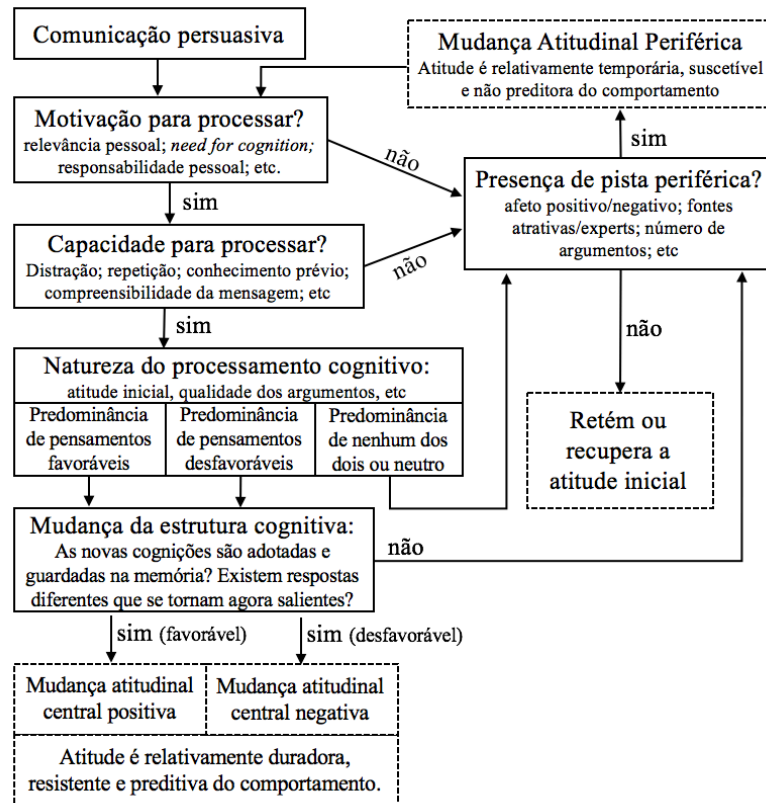 Comunicação persuasiva
Mudança Atitudinal Periférica
Atitude é relativamente temporária, suscetível
e não preditora do comportamento
Motivação para processar?
relevância pessoal; need for cognition;
responsabilidade pessoal; etc.
não
sim
Presença de pista periférica?
afeto positivo/negativo; fontes
atrativas/experts; número de
argumentos; etc
sim
Capacidade para processar?
Distração; repetição; conhecimento prévio;
compreensibilidade da mensagem; etc
não
sim
não
Natureza do processamento cognitivo:
atitude inicial, qualidade dos argumentos, etc
Predominância
de pensamentos
favoráveis
Predominância
de pensamentos
desfavoráveis
Predominância
de nenhum dos
dois ou neutro
Retém ou
recupera a
atitude inicial
Mudança da estrutura cognitiva:
As novas cognições são adotadas e
guardadas na memória? Existem respostas
diferentes que se tornam agora salientes?
não
sim (favorável)
sim (desfavorável)
Mudança atitudinal
central positiva
Mudança atitudinal
central negativa
Atitude é relativamente duradora,
resistente e preditiva do comportamento.